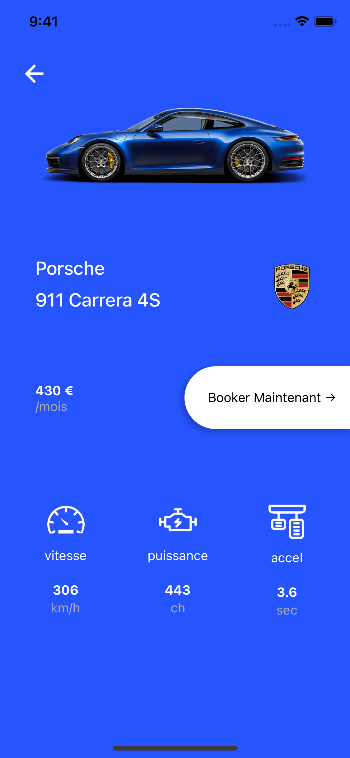 9:41
PORSCHE
Porsche
911 Carrera 4S
430 €
/mois
Booker Maintenant →
vitesse
puissance
accel
306
443
3.6
km/h
ch
sec